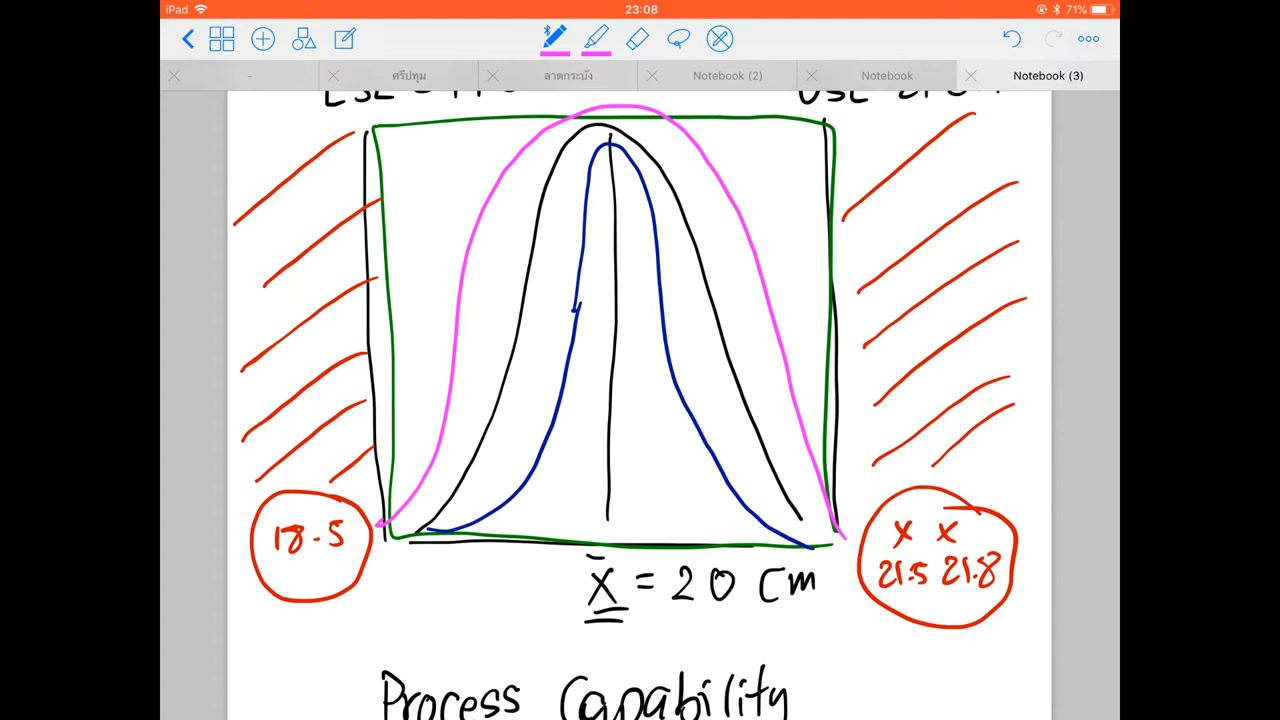 iPad 23:08 71%
- ศรีปทุม ลาดกระบัง Notebook (2) Notebook Notebook (3)
18.5
x x
21.5 21.8
x̄ = 20 cm
Process Capability